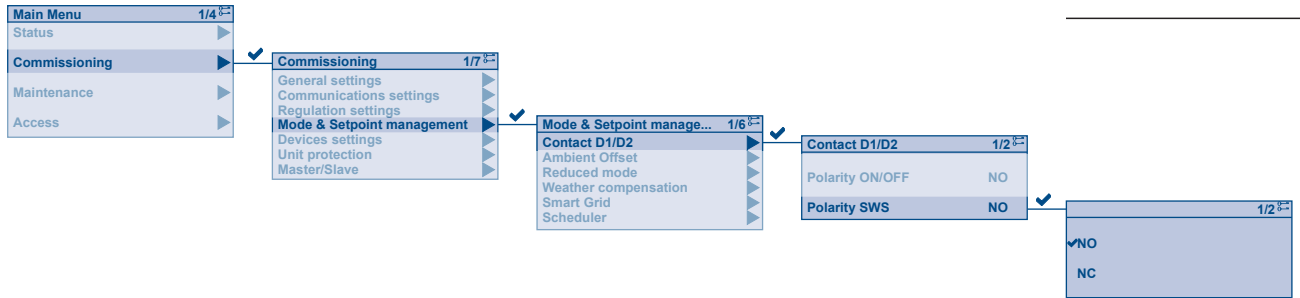 Main Menu 1/4
Status
Commissioning
Maintenance
Access
Commissioning 1/7
General settings
Communications settings
Regulation settings
Mode & Setpoint management
Devices settings
Unit protection
Master/Slave
Mode & Setpoint manage... 1/6
Contact D1/D2
Ambient Offset
Reduced mode
Weather compensation
Smart Grid
Scheduler
Contact D1/D2 1/2
Polarity ON/OFF NO
Polarity SWS NO
1/2
NO
NC